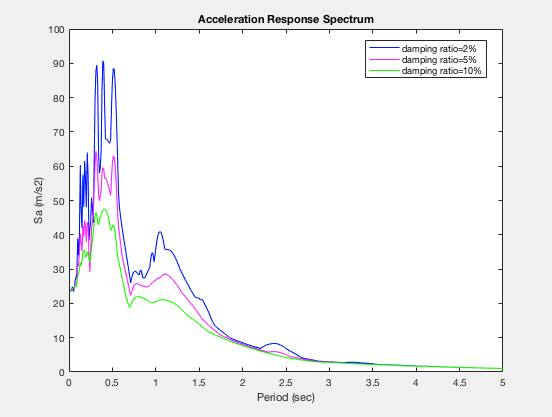 Acceleration Response Spectrum
damping ratio=2%
damping ratio=5%
damping ratio=10%
Sa (m/s2)
100
90
80
70
60
50
40
30
20
10
0
0 0.5 1 1.5 2 2.5 3 3.5 4 4.5 5
Period (sec)